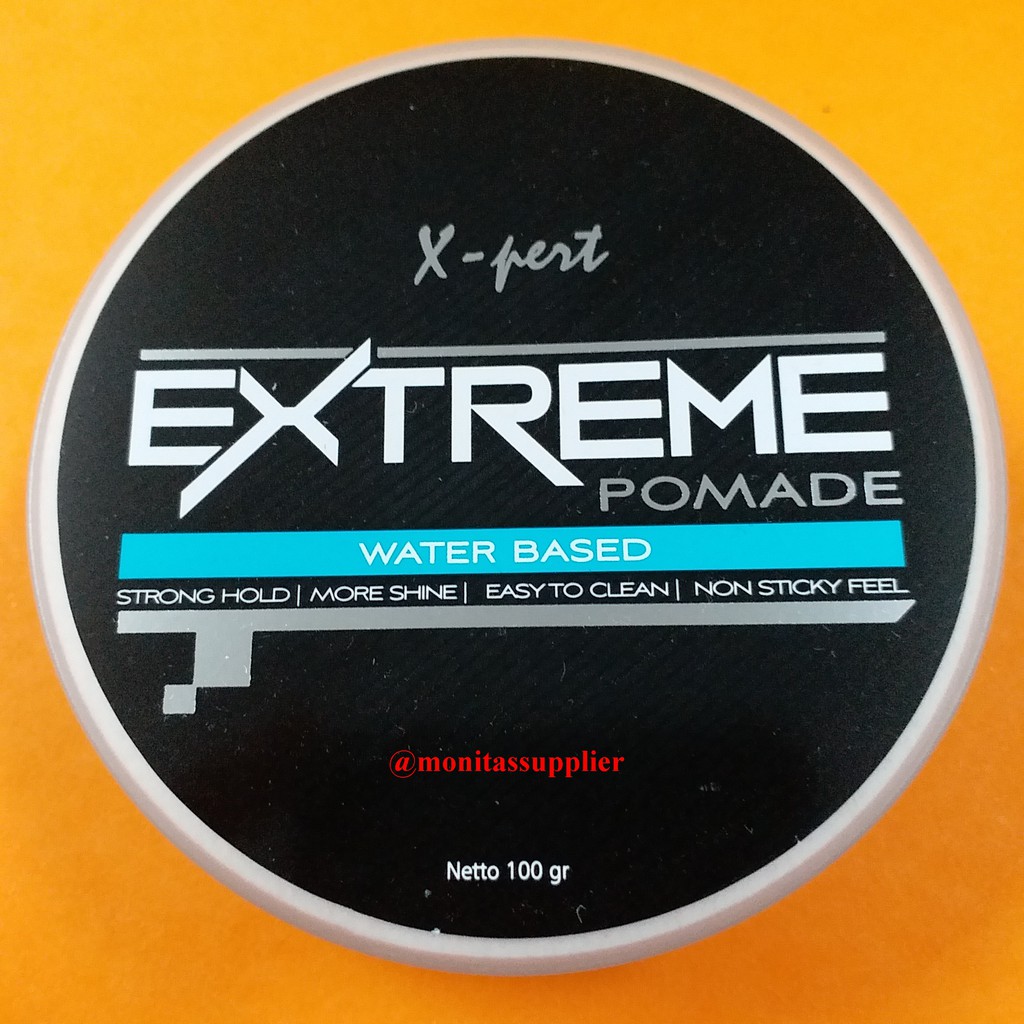 X-pert
EXTREME
POMADE
WATER BASED
STRONG HOLD | MORE SHINE | EASY TO CLEAN | NON STICKY FEEL
@monitassupplier
Netto 100 gr